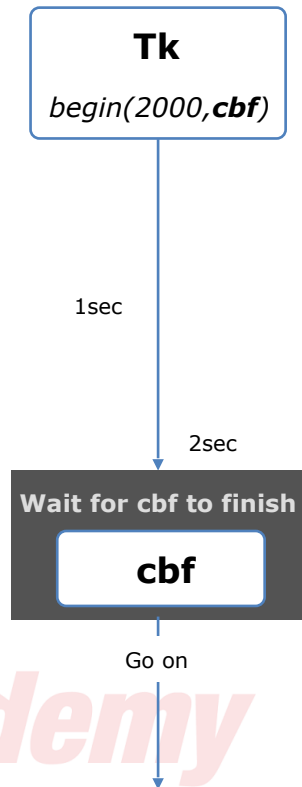 Tk
begin(2000,cbf)
1sec
2sec
Wait for cbf to finish
cbf
Go on
demy